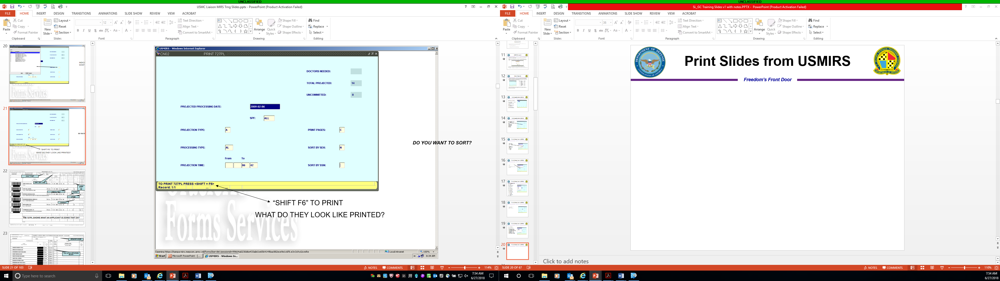 UNCLASSIFIED
UNCLASSIFIED
USMC Liaison MIRS Trng Slides.pptx - PowerPoint (Product Activation Failed)
FILE HOME INSERT DESIGN TRANSITIONS ANIMATIONS SLIDE SHOW REVIEW VIEW ACROBAT
Paste
Cut
Copy
Format Painter
Clipboard
New Slide
Layout
Reset
Section
Slides
12
Font
Text Direction
Align Text
Convert to SmartArt
Paragraph
Arrange
Quick Styles
Shape Fill
Shape Outline
Shape Effects
Drawing
Find
Replace
Select
Editing
20
21
"SHIFT F6" TO PRINT
WHAT DO THEY LOOK LIKE PRINTED?
22
THE 727PL SHOWS WHAT AN APPLICANT IS DOING THAT DAY
23
USMIRS - Windows Internet Explorer
CN02 PRINT 727PL
DOCTORS NEEDED:
TOTAL PROJECTED: 14
UNCOMMITTED: 0
PROJECTED PROCESSING DATE: 2009-02-06
SPF: ALL
PROJECTION TYPE: A PRINT PAGES: C
PROCESSING TYPE: AL SORT BY SEX: N
From To
PROJECTION TIME: 06 42 SORT BY SSN:
TO PRINT 727PL PRESS <SHIFT + F6>
Record: 1/1 ... ...
DO YOU WANT TO SORT?
“SHIFT F6” TO PRINT
WHAT DO THEY LOOK LIKE PRINTED?
Forms Services
Local intranet 100%
Start Microsoft PowerPoint - [... USMIRS - Windows In... 8:34 AM
SLIDE 21 OF 103 NOTES COMMENTS 114%
Type here to search
7:54 AM
6/27/2018
SL_GC Training Slides v1 with notes.PPTX - PowerPoint (Product Activation Failed)
FILE HOME INSERT DESIGN TRANSITIONS ANIMATIONS SLIDE SHOW REVIEW VIEW ACROBAT
Paste
Cut
Copy
Format Painter
Clipboard
New Slide
Layout
Reset
Section
Slides
36
Font
Text Direction
Align Text
Convert to SmartArt
Paragraph
Arrange
Quick Styles
Shape Fill
Shape Outline
Shape Effects
Drawing
Find
Replace
Select
Editing
11
12
13
14
15
16
17
18
19
20
DEPARTMENT OF DEFENSE
UNITED STATES OF AMERICA
Print Slides from USMIRS
Freedom’s Front Door
Click to add notes
SLIDE 20 OF 67 NOTES COMMENTS 110%
7:54 AM
6/27/2018